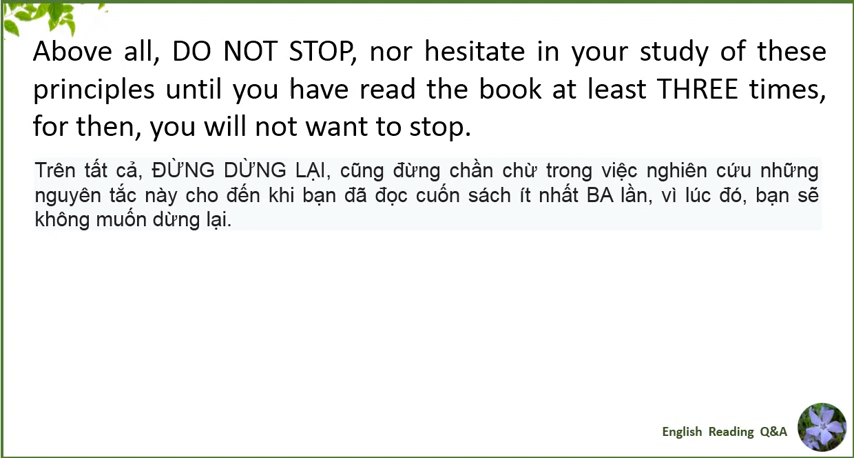 Above all, DO NOT STOP, nor hesitate in your study of these
principles until you have read the book at least THREE times,
for then, you will not want to stop.
Trên tất cả, ĐỪNG DỪNG LẠI, cũng đừng chần chừ trong việc nghiên cứu những
nguyên tắc này cho đến khi bạn đã đọc cuốn sách ít nhất BA lần, vì lúc đó, bạn sẽ
không muốn dừng lại.
English Reading Q&A